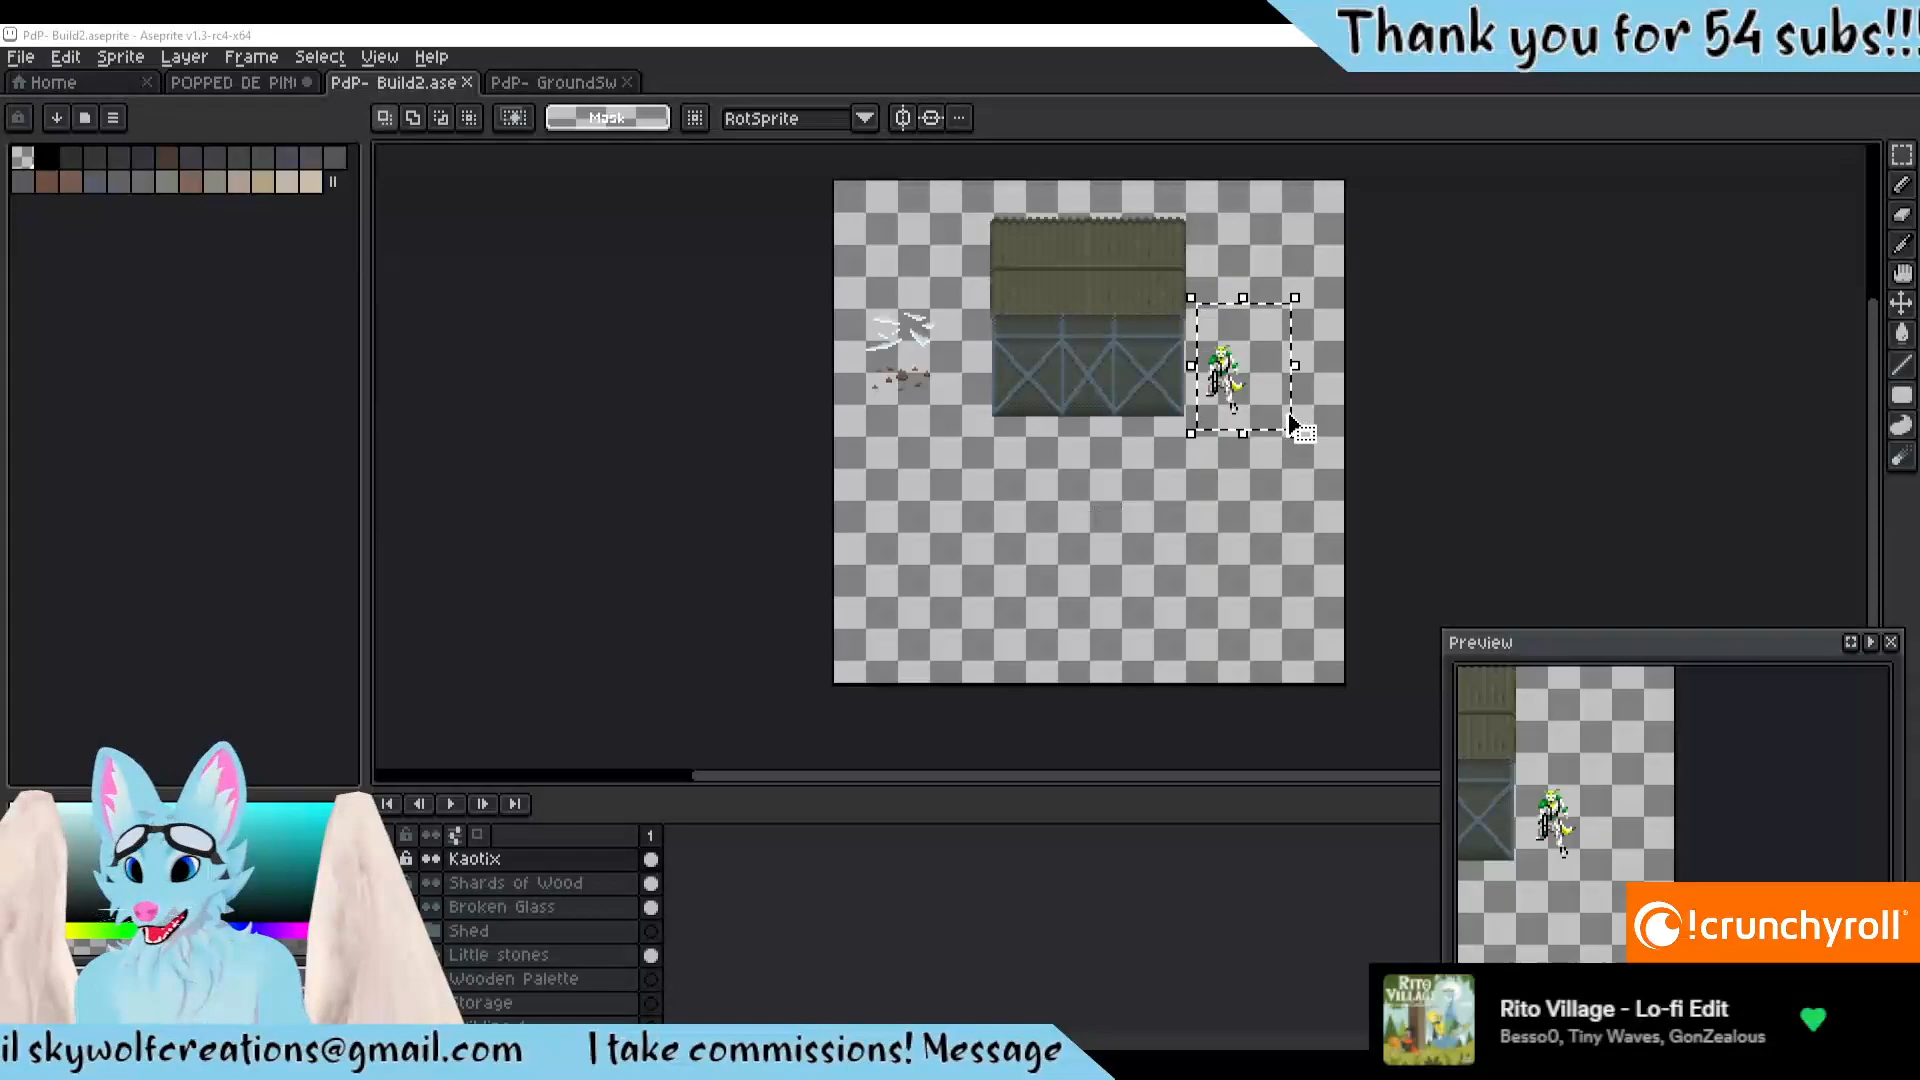 Thank you for 54 subs!!!
PdP- Build2.aseprite - Aseprite v1.3-rc4-x64
File Edit Sprite Layer Frame Select View Help
Home
POPPED DE PIN
PdP- Build2.ase
PdP- GroundSw
Mask
RotSprite
Preview
1
Kaotix
Shards of Wood
Broken Glass
Shed
Little stones
Wooden Palette
Storage
!crunchyroll
RITO VILLAGE
Rito Village - Lo-fi Edit
BessoO, Tiny Waves, GonZealous
il skywolfcreations@gmail.com
I take commissions! Message